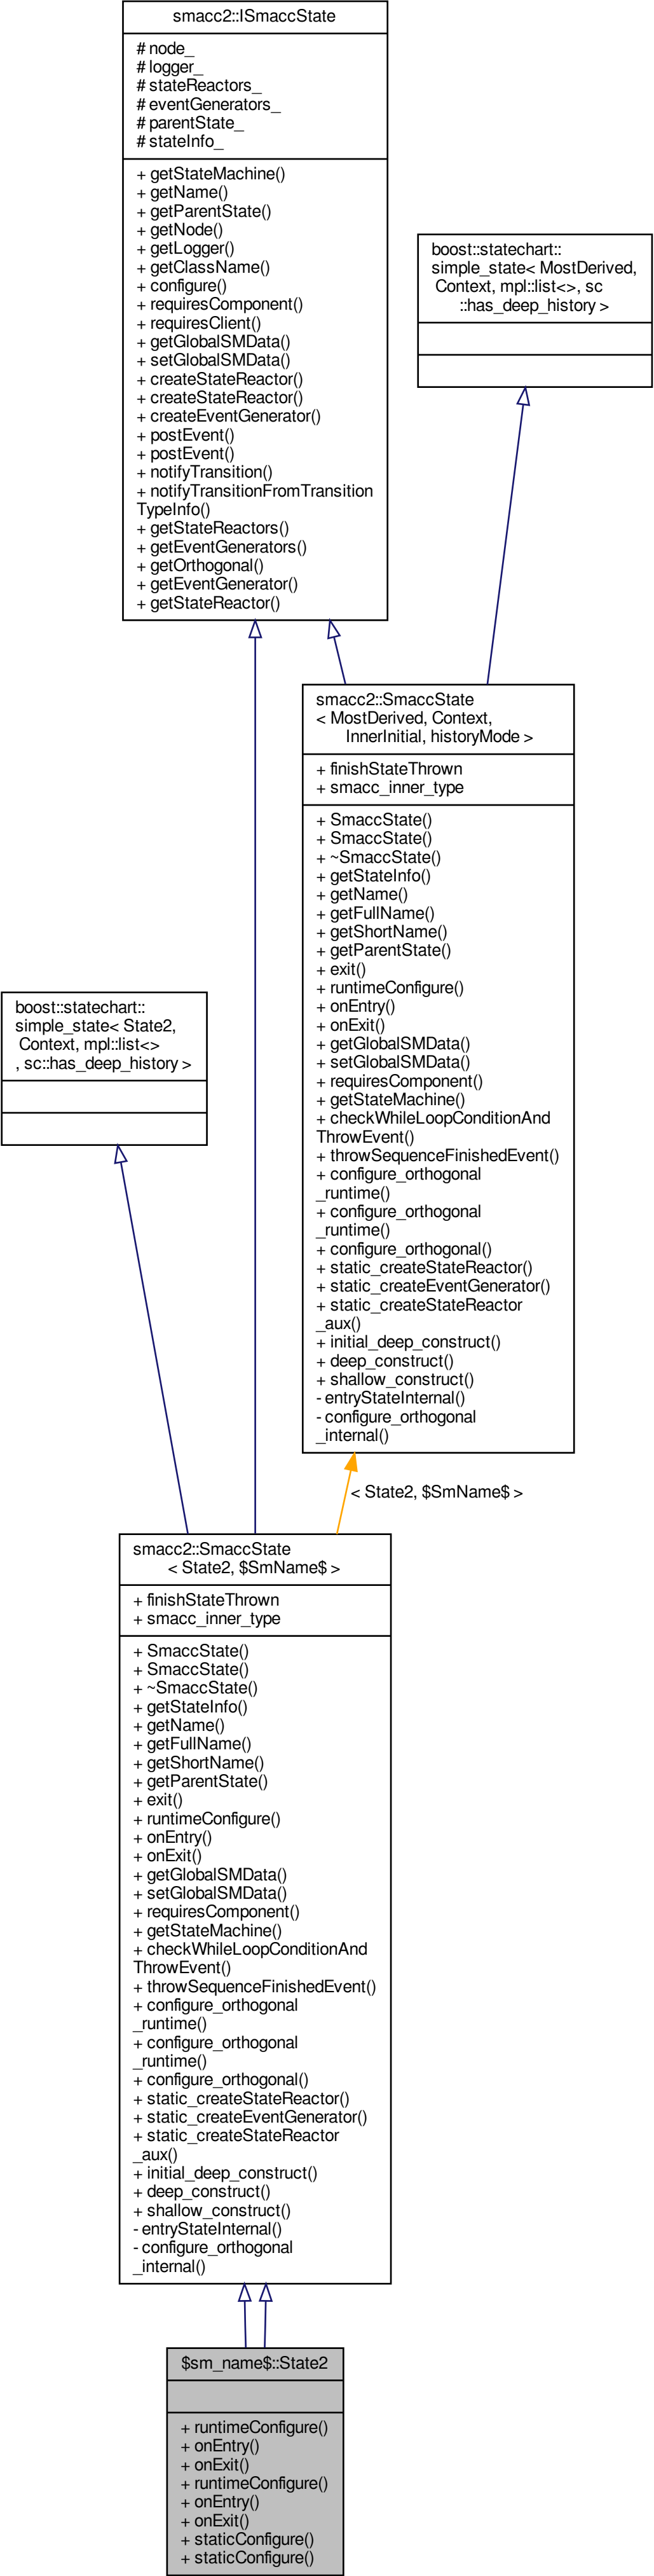 smacc2::ISmaccState
# node_
# logger_
# stateReactors_
# eventGenerators_
# parentState_
# stateInfo_
+ getStateMachine()
+ getName()
+ getParentState()
+ getNode()
+ getLogger()
+ getClassName()
+ configure()
+ requiresComponent()
+ requiresClient()
+ getGlobalSMData()
+ setGlobalSMData()
+ createStateReactor()
+ createStateReactor()
+ createEventGenerator()
+ postEvent()
+ postEvent()
+ notifyTransition()
+ notifyTransitionFromTransition
TypeInfo()
+ getStateReactors()
+ getEventGenerators()
+ getOrthogonal()
+ getEventGenerator()
+ getStateReactor()
boost::statechart::
simple_state< MostDerived,
Context, mpl::list<>, sc
::has_deep_history >
smacc2::SmaccState
< MostDerived, Context,
InnerInitial, historyMode >
+ finishStateThrown
+ smacc_inner_type
+ SmaccState()
+ SmaccState()
+ ~SmaccState()
+ getStateInfo()
+ getName()
+ getFullName()
+ getShortName()
+ getParentState()
+ exit()
+ runtimeConfigure()
+ onEntry()
+ onExit()
+ getGlobalSMData()
+ setGlobalSMData()
+ requiresComponent()
+ getStateMachine()
+ checkWhileLoopConditionAnd
ThrowEvent()
+ throwSequenceFinishedEvent()
+ configure_orthogonal
_runtime()
+ configure_orthogonal
_runtime()
+ configure_orthogonal()
+ static_createStateReactor()
+ static_createEventGenerator()
+ static_createStateReactor
_aux()
+ initial_deep_construct()
+ deep_construct()
+ shallow_construct()
- entryStateInternal()
- configure_orthogonal
_internal()
boost::statechart::
simple_state< State2,
Context, mpl::list<>
, sc::has_deep_history >
< State2, $SmName$ >
smacc2::SmaccState
< State2, $SmName$ >
+ finishStateThrown
+ smacc_inner_type
+ SmaccState()
+ SmaccState()
+ ~SmaccState()
+ getStateInfo()
+ getName()
+ getFullName()
+ getShortName()
+ getParentState()
+ exit()
+ runtimeConfigure()
+ onEntry()
+ onExit()
+ getGlobalSMData()
+ setGlobalSMData()
+ requiresComponent()
+ getStateMachine()
+ checkWhileLoopConditionAnd
ThrowEvent()
+ throwSequenceFinishedEvent()
+ configure_orthogonal
_runtime()
+ configure_orthogonal
_runtime()
+ configure_orthogonal()
+ static_createStateReactor()
+ static_createEventGenerator()
+ static_createStateReactor
_aux()
+ initial_deep_construct()
+ deep_construct()
+ shallow_construct()
- entryStateInternal()
- configure_orthogonal
_internal()
$sm_name$::State2
+ runtimeConfigure()
+ onEntry()
+ onExit()
+ runtimeConfigure()
+ onEntry()
+ onExit()
+ staticConfigure()
+ staticConfigure()